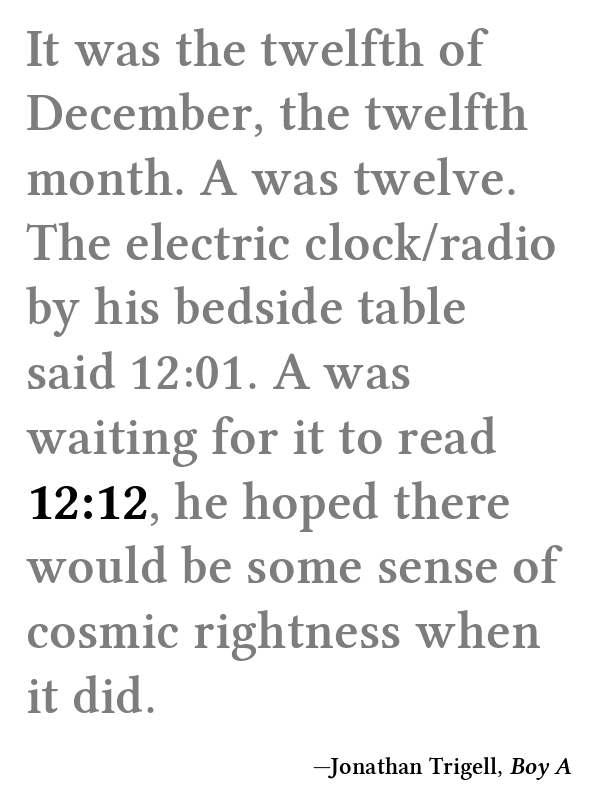 It was the twelfth of
December, the twelfth
month. A was twelve.
The electric clock/radio
by his bedside table
said 12:01. A was
waiting for it to read
12:12, he hoped there
would be some sense of
cosmic rightness when
it did.
—Jonathan Trigell, Boy A